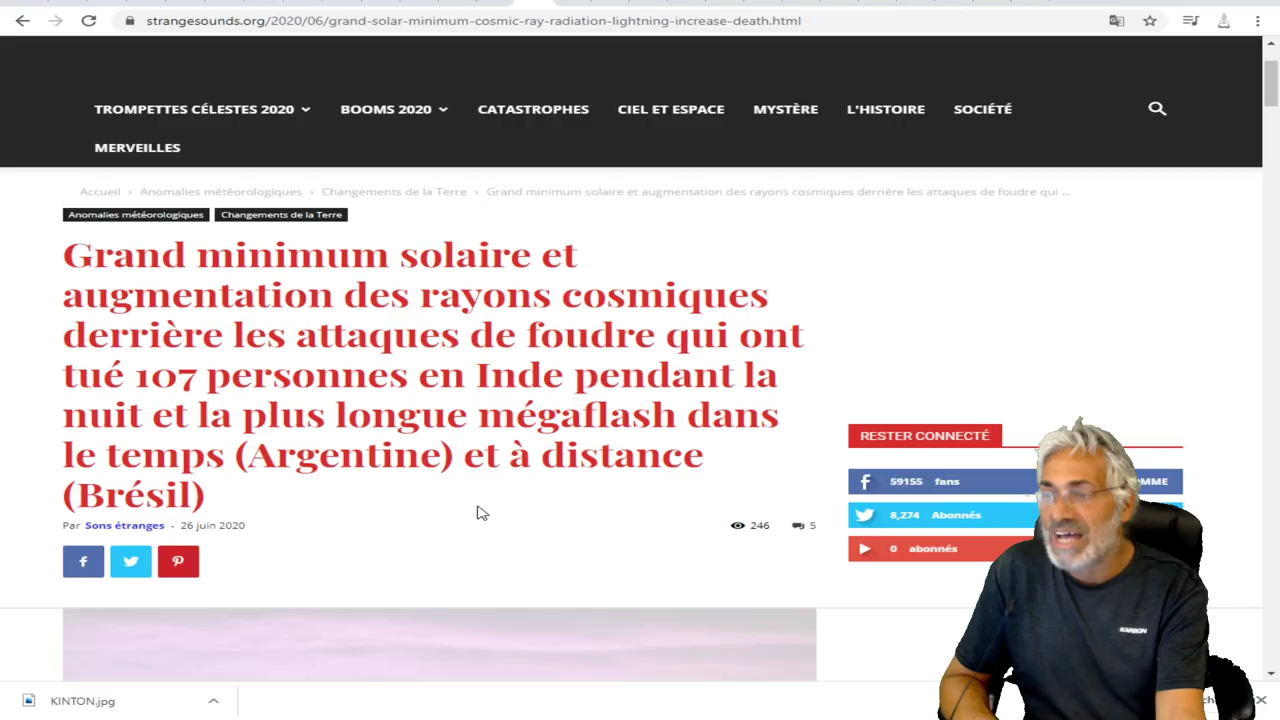 strangesounds.org/2020/06/grand-solar-minimum-cosmic-ray-radiation-lightning-increase-death.html
TROMPETTES CÉLESTES 2020 BOOMS 2020 CATASTROPHES CIEL ET ESPACE MYSTÈRE L'HISTOIRE SOCIÉTÉ
MERVEILLES
Accueil › Anomalies météorologiques › Changements de la Terre › Grand minimum solaire et augmentation des rayons cosmiques derrière les attaques de foudre qui ...
Anomalies météorologiques Changements de la Terre
Grand minimum solaire et
augmentation des rayons cosmiques
derrière les attaques de foudre qui ont
tué 107 personnes en Inde pendant la
nuit et la plus longue mégaflash dans
le temps (Argentine) et à distance
(Brésil)
Par Sons étranges - 26 juin 2020 246 5
RESTER CONNECTÉ
59155 fans
8,274 Abonnés
0 abonnés
KARBON
KINTON.jpg